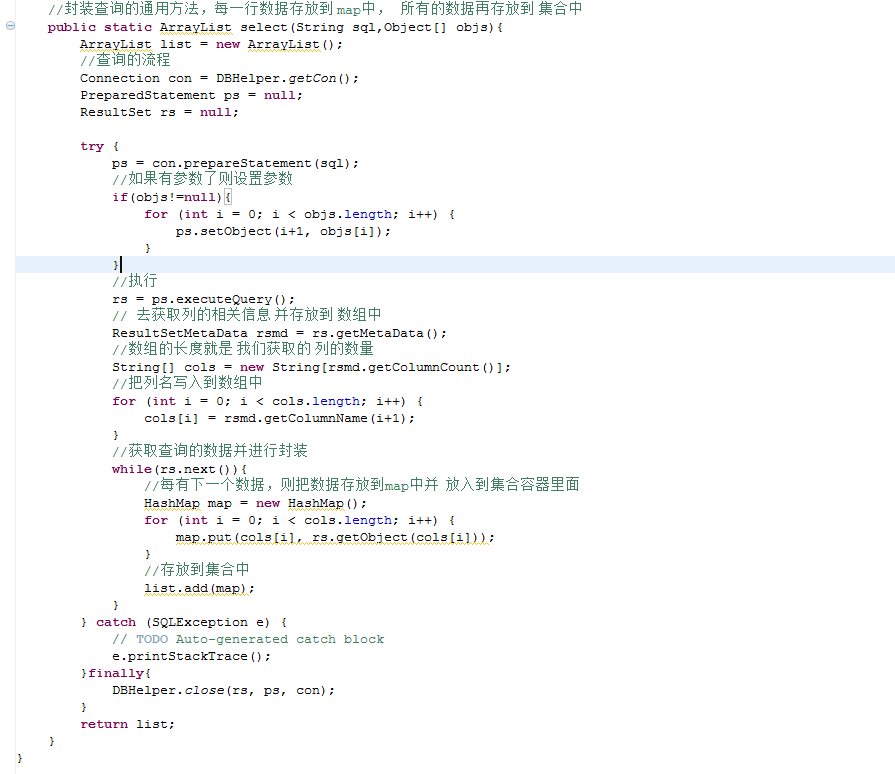 //封装查询的通用方法，每一行数据存放到 map中， 所有的数据再存放到 集合中
public static ArrayList select(String sql,Object[] objs){
ArrayList list = new ArrayList();
//查询的流程
Connection con = DBHelper.getCon();
PreparedStatement ps = null;
ResultSet rs = null;
try {
ps = con.prepareStatement(sql);
//如果有参数了则设置参数
if(objs!=null){
for (int i = 0; i < objs.length; i++) {
ps.setObject(i+1, objs[i]);
}
}
//执行
rs = ps.executeQuery();
// 去获取列的相关信息 并存放到 数组中
ResultSetMetaData rsmd = rs.getMetaData();
//数组的长度就是 我们获取的 列的数量
String[] cols = new String[rsmd.getColumnCount()];
//把列名写入到数组中
for (int i = 0; i < cols.length; i++) {
cols[i] = rsmd.getColumnName(i+1);
}
//获取查询的数据并进行封装
while(rs.next()){
//每有下一个数据，则把数据存放到map中并 放入到集合容器里面
HashMap map = new HashMap();
for (int i = 0; i < cols.length; i++) {
map.put(cols[i], rs.getObject(cols[i]));
}
//存放到集合中
list.add(map);
}
} catch (SQLException e) {
// TODO Auto-generated catch block
e.printStackTrace();
}finally{
DBHelper.close(rs, ps, con);
}
return list;
}
}